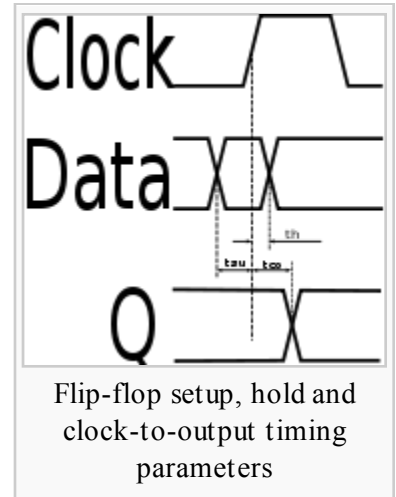 Clock
Data
th
tsu tco
Q
Flip-flop setup, hold and
clock-to-output timing
parameters